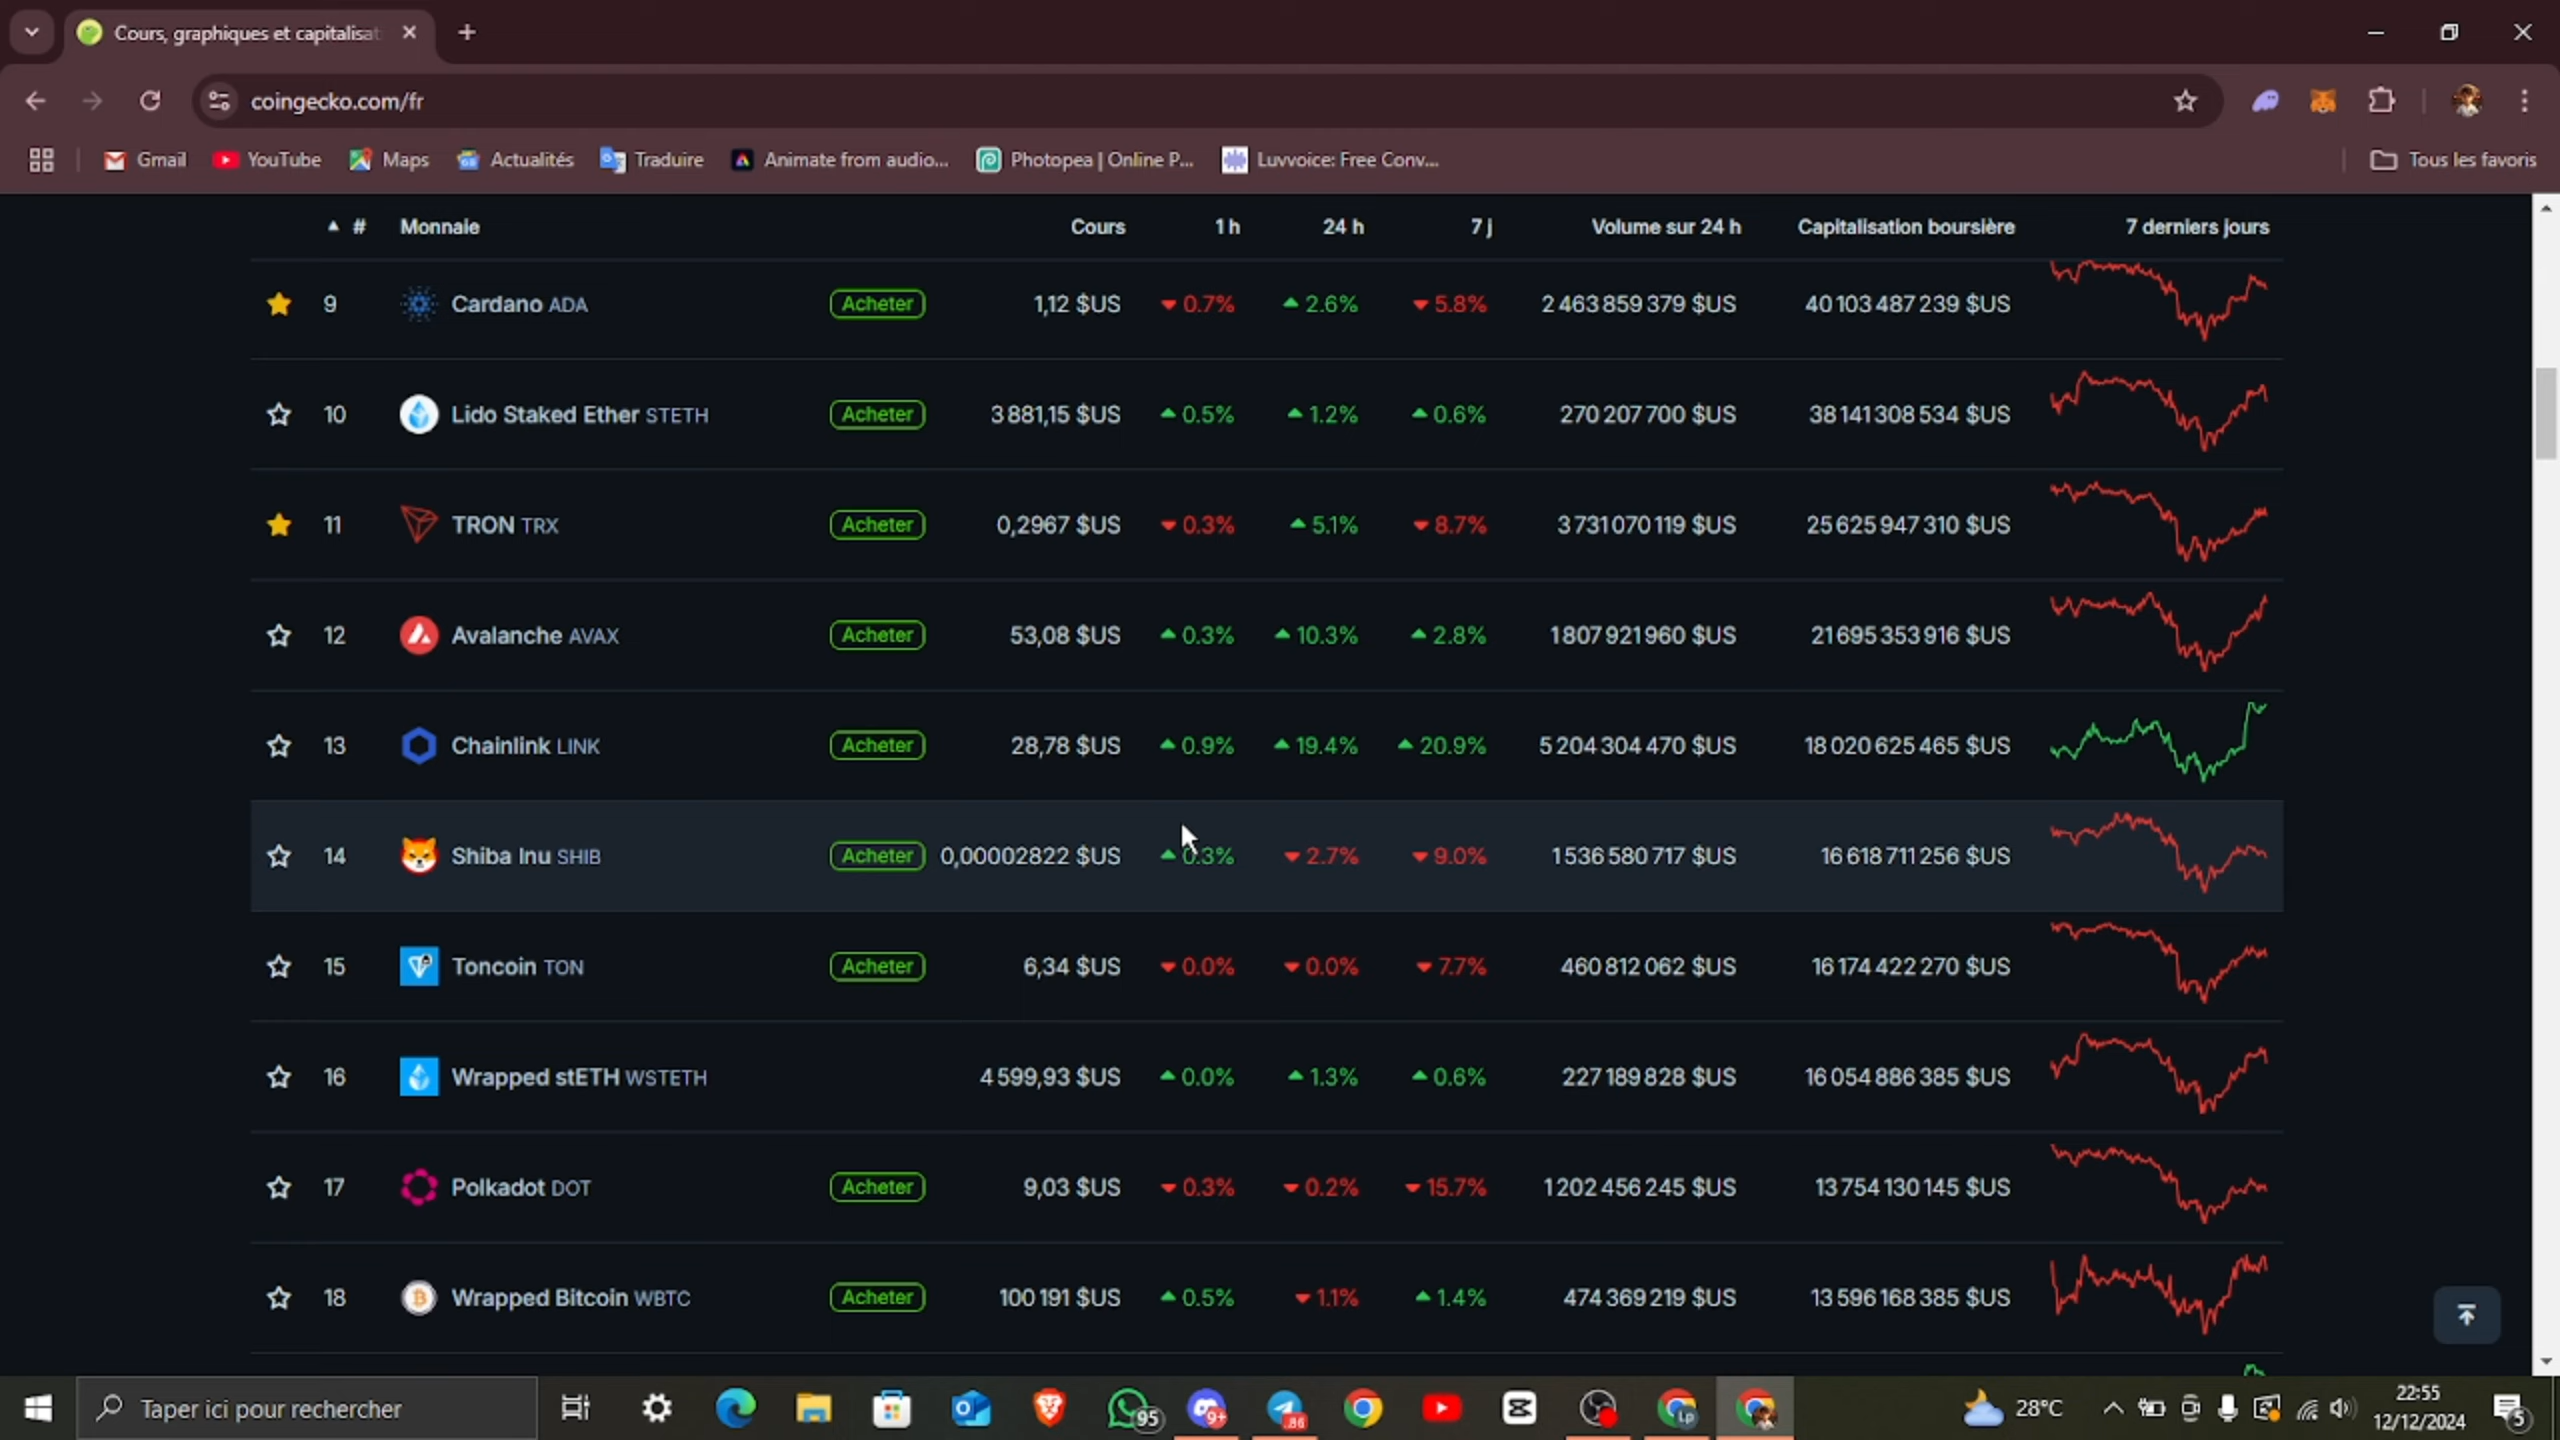 Cours, graphiques et capitalisat
coingecko.com/fr
Gmail YouTube Maps Actualités Traduire Animate from audio... Photopea | Online P... Luvvoice: Free Conv... Tous les favoris
# Monnaie Cours 1 h 24 h 7 j Volume sur 24 h Capitalisation boursière 7 derniers jours
9 Cardano ADA Acheter 1,12 $US 0.7% 2.6% 5.8% 2 463 859 379 $US 40 103 487 239 $US
10 Lido Staked Ether STETH Acheter 3 881,15 $US 0.5% 1.2% 0.6% 270 207 700 $US 38 141 308 534 $US
11 TRON TRX Acheter 0,2967 $US 0.3% 5.1% 8.7% 3 731 070 119 $US 25 625 947 310 $US
12 Avalanche AVAX Acheter 53,08 $US 0.3% 10.3% 2.8% 1 807 921 960 $US 21 695 353 916 $US
13 Chainlink LINK Acheter 28,78 $US 0.9% 19.4% 20.9% 5 204 304 470 $US 18 020 625 465 $US
14 Shiba Inu SHIB Acheter 0,00002822 $US 0.3% 2.7% 9.0% 1 536 580 717 $US 16 618 711 256 $US
15 Toncoin TON Acheter 6,34 $US 0.0% 0.0% 7.7% 460 812 062 $US 16 174 422 270 $US
16 Wrapped stETH WSTETH 4 599,93 $US 0.0% 1.3% 0.6% 227 189 828 $US 16 054 886 385 $US
17 Polkadot DOT Acheter 9,03 $US 0.3% 0.2% 15.7% 1 202 456 245 $US 13 754 130 145 $US
18 Wrapped Bitcoin WBTC Acheter 100 191 $US 0.5% 1.1% 1.4% 474 369 219 $US 13 596 168 385 $US
Taper ici pour rechercher 95 9+ 86 Lp 28°C 22:55 5
12/12/2024